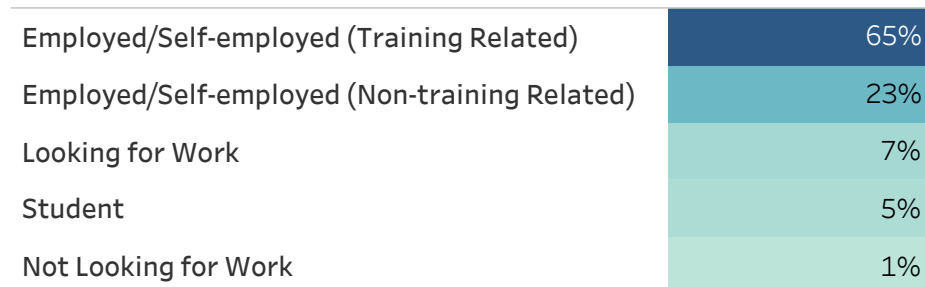 Employed/Self-employed (Training Related) 65%
Employed/Self-employed (Non-training Related) 23%
Looking for Work 7%
Student 5%
Not Looking for Work 1%